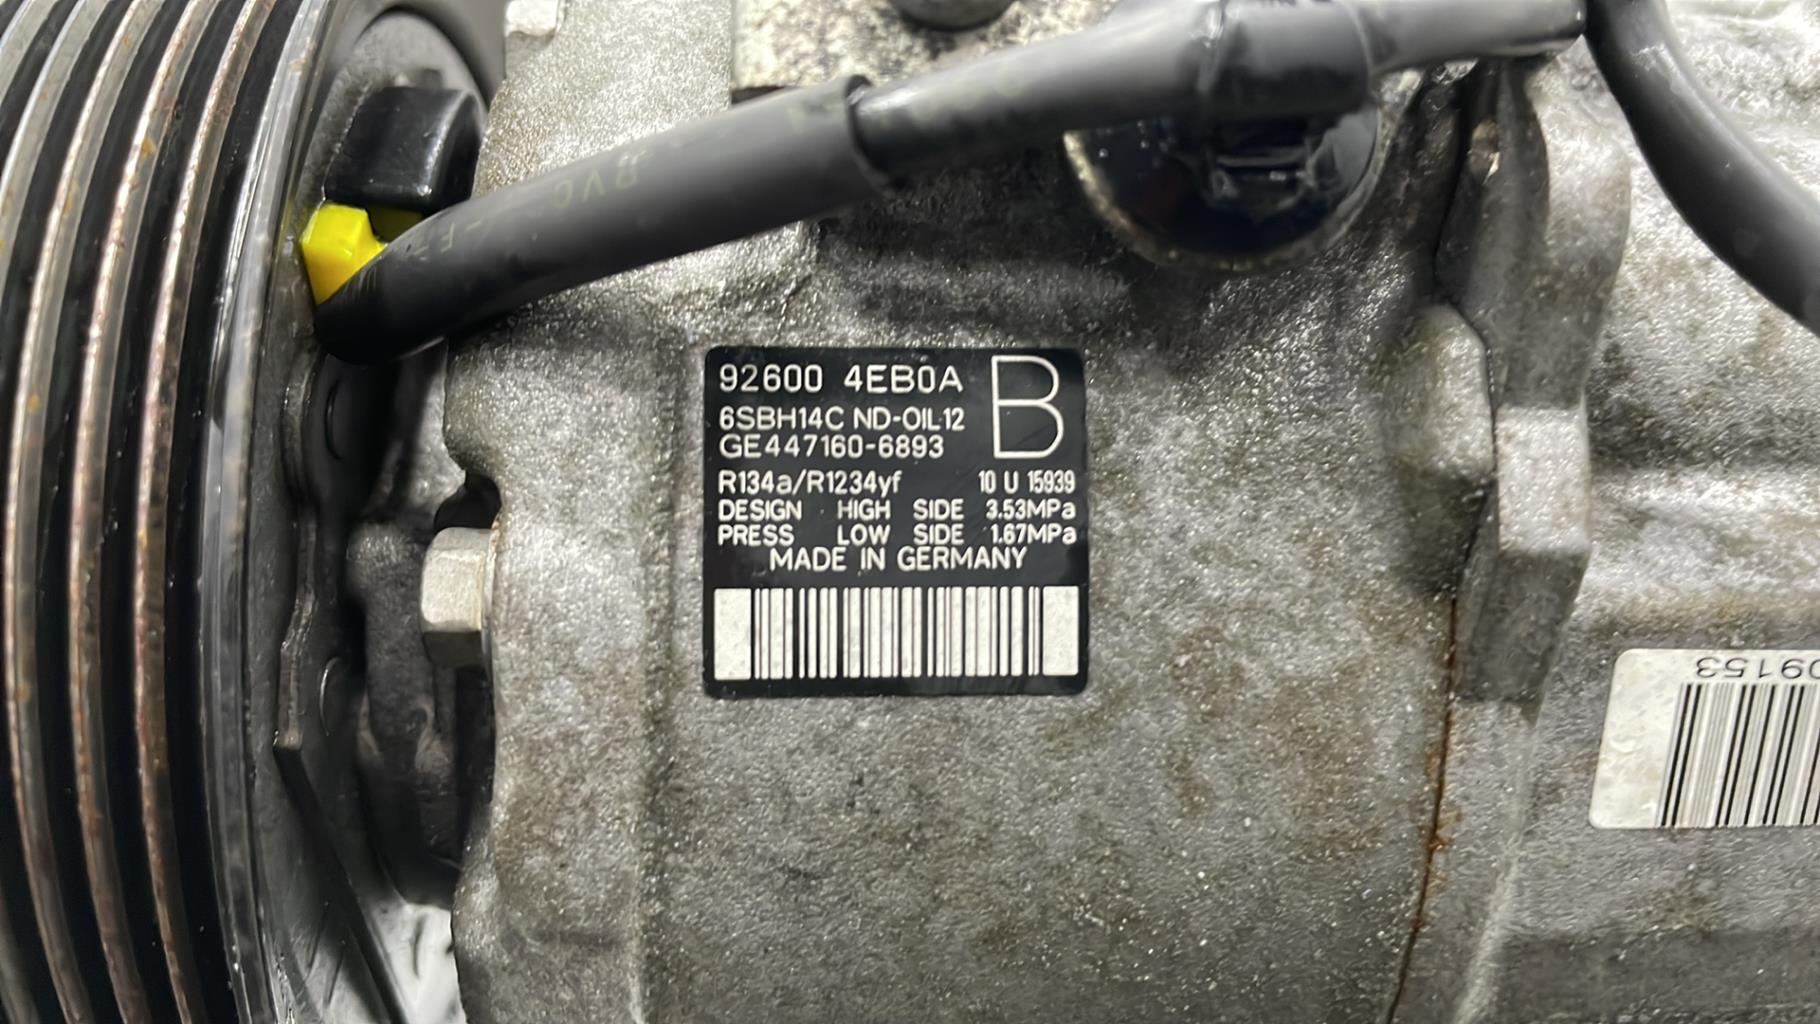 PVC
92600 4EB0A B
6SBH14C ND-OIL12
GE447160-6893
R134a/R1234yf 10 U 15939
DESIGN HIGH SIDE 3.53MPa
PRESS LOW SIDE 1.67MPa
MADE IN GERMANY
09153